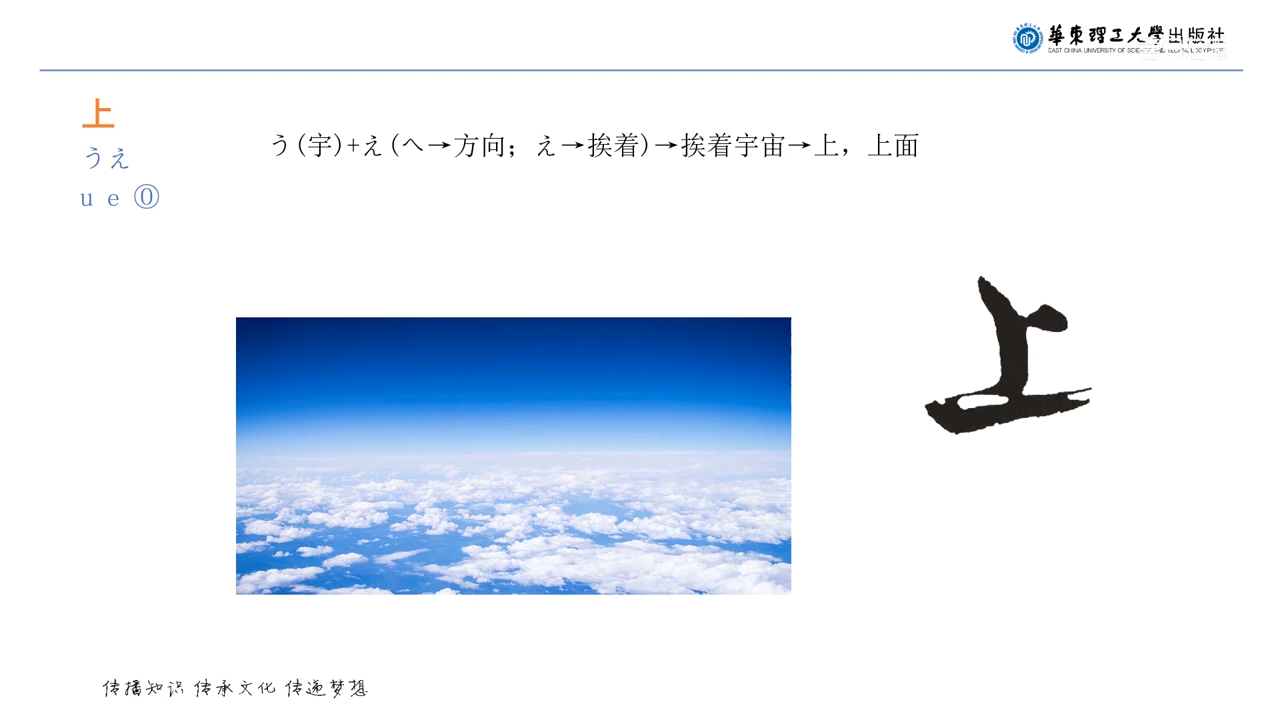 華東理工大學出版社
上
うえ
u e ⓪
う(宇)+え(へ→方向；え→挨着)→挨着宇宙→上，上面
上
传播知识 传承文化 传递梦想